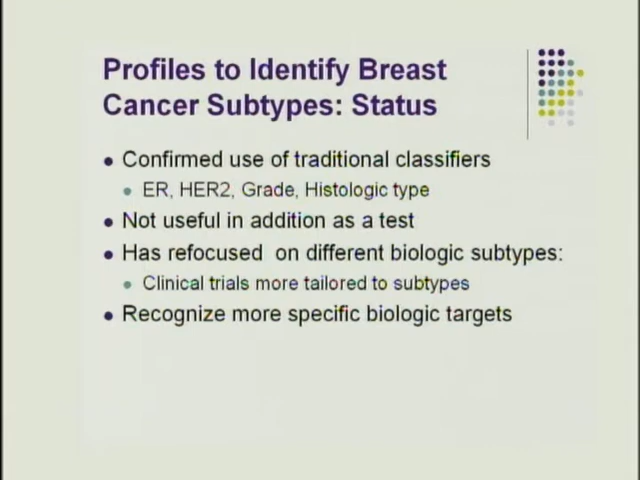 Profiles to Identify Breast
Cancer Subtypes: Status
Confirmed use of traditional classifiers
ER, HER2, Grade, Histologic type
Not useful in addition as a test
Has refocused on different biologic subtypes:
Clinical trials more tailored to subtypes
Recognize more specific biologic targets